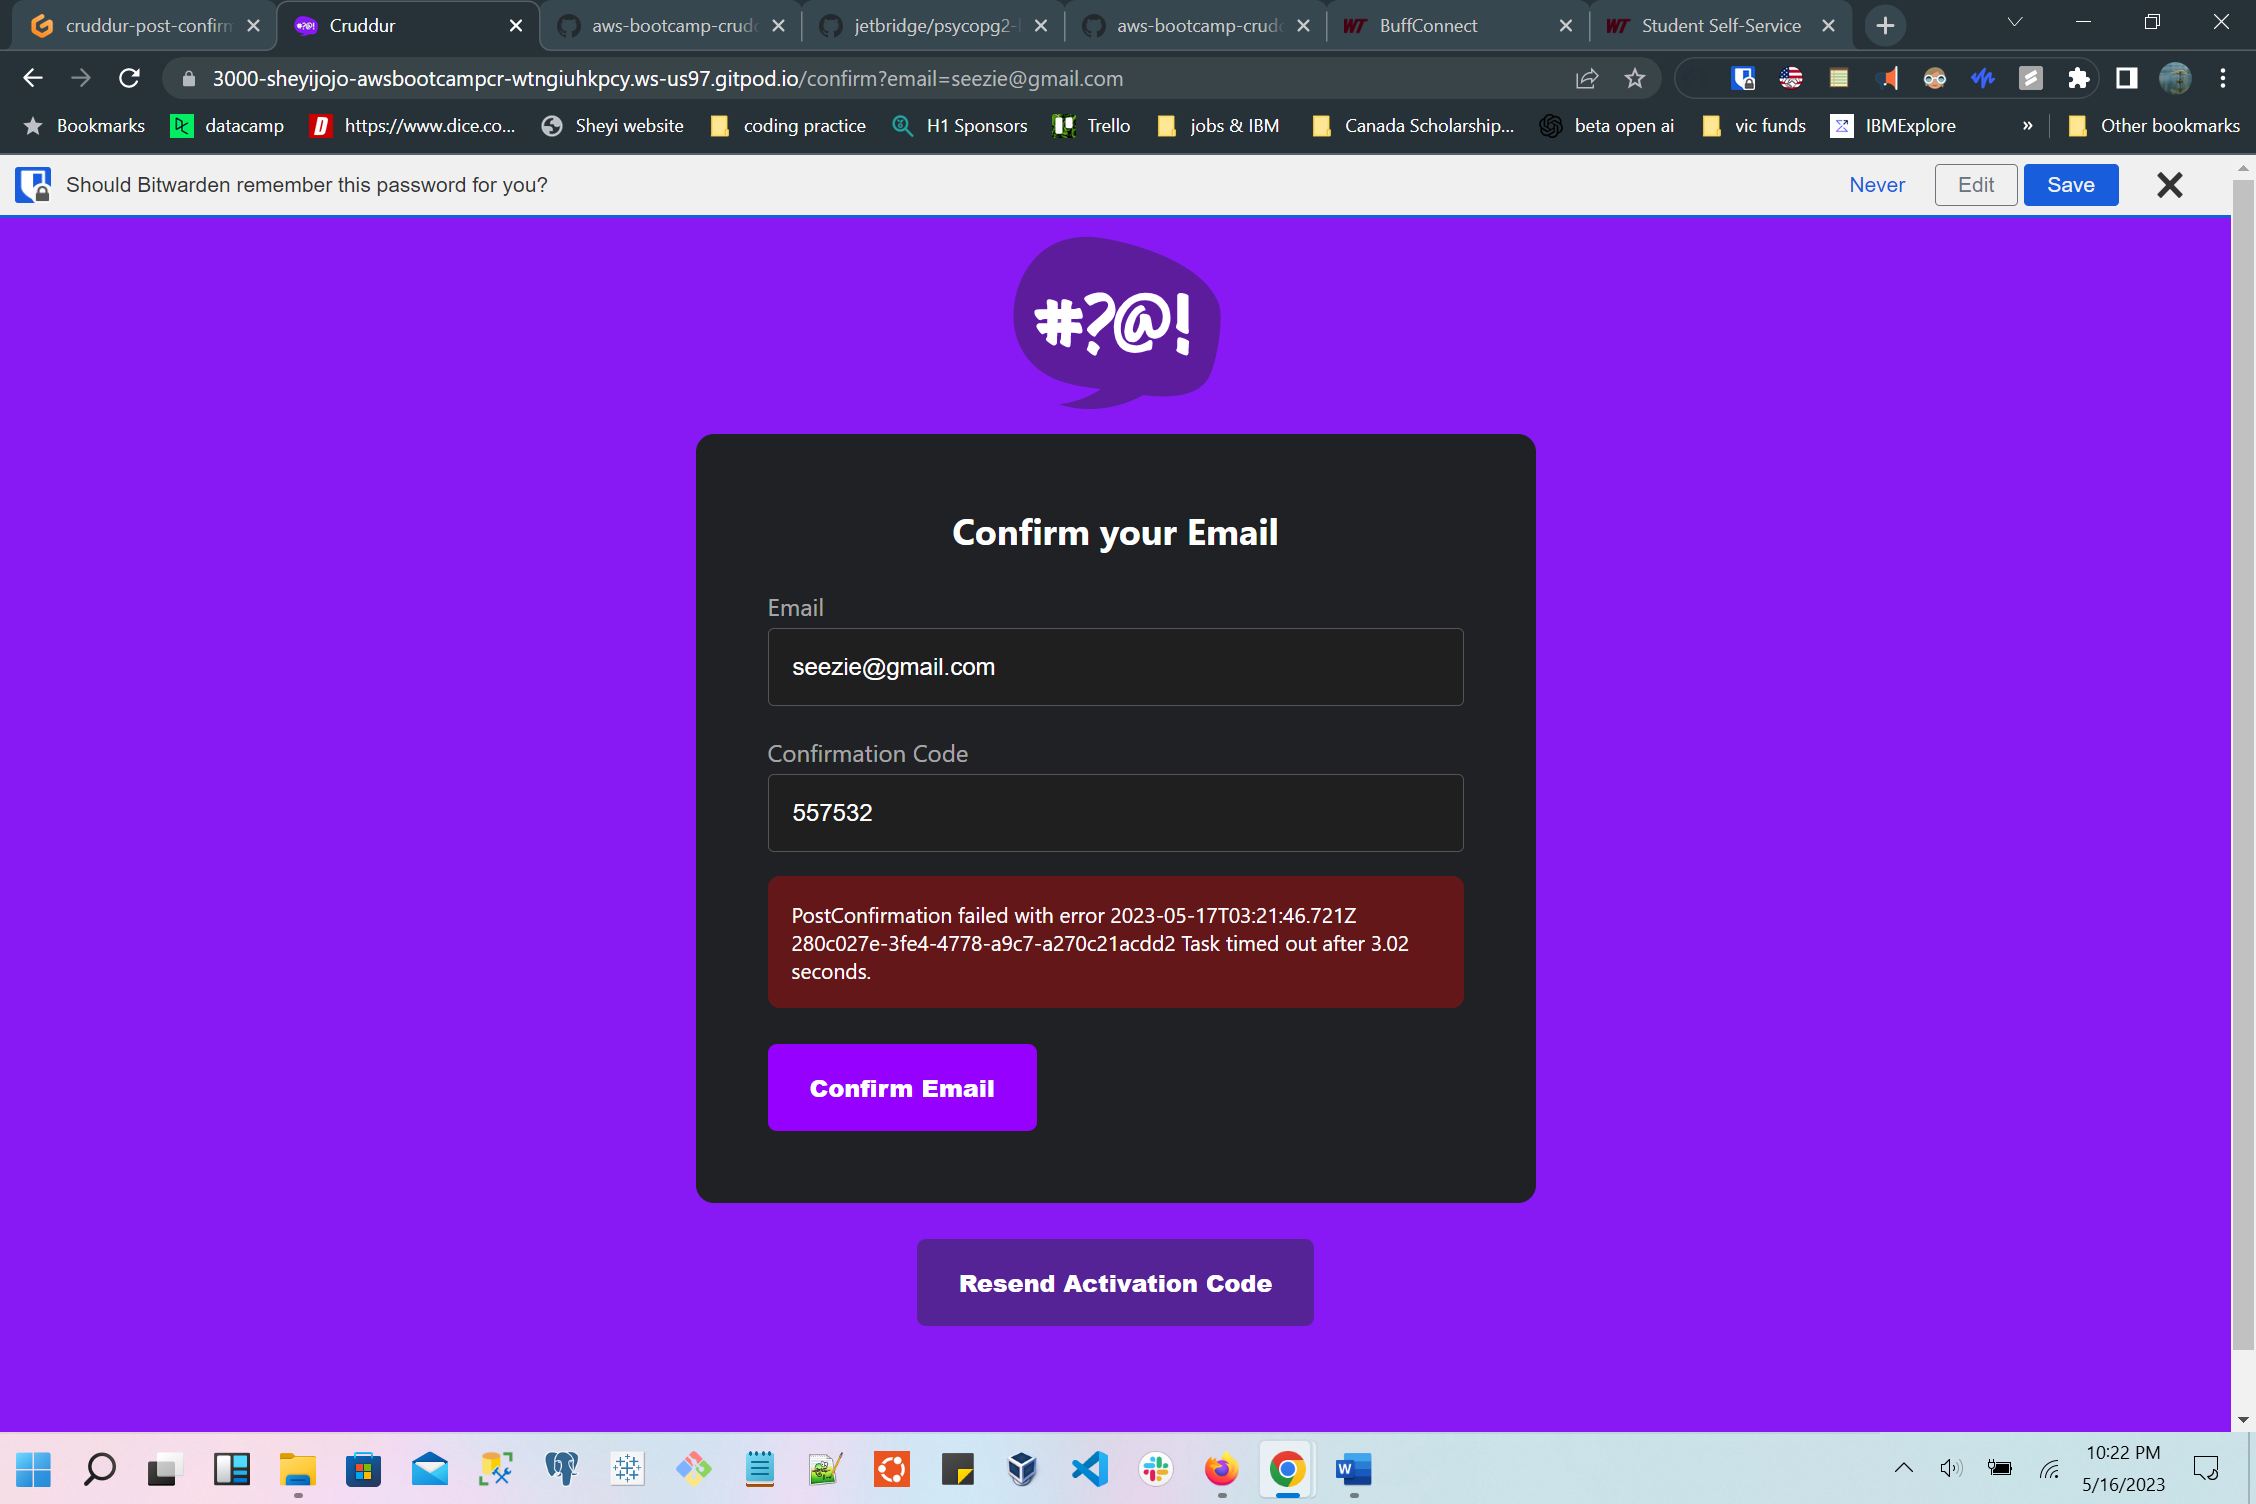 cruddur-post-confirm
Cruddur
aws-bootcamp-crudd
jetbridge/psycopg2-l
aws-bootcamp-crudd
BuffConnect
Student Self-Service
3000-sheyijojo-awsbootcampcr-wtngiuhkpcy.ws-us97.gitpod.io/confirm?email=seezie@gmail.com
Bookmarks
datacamp
https://www.dice.co...
Sheyi website
coding practice
H1 Sponsors
Trello
jobs & IBM
Canada Scholarship...
beta open ai
vic funds
IBMExplore
»
Other bookmarks
Should Bitwarden remember this password for you?
Never
Edit
Save
#?@!
Confirm your Email
Email
seezie@gmail.com
Confirmation Code
557532
PostConfirmation failed with error 2023-05-17T03:21:46.721Z
280c027e-3fe4-4778-a9c7-a270c21acdd2 Task timed out after 3.02
seconds.
Confirm Email
Resend Activation Code
10:22 PM
5/16/2023